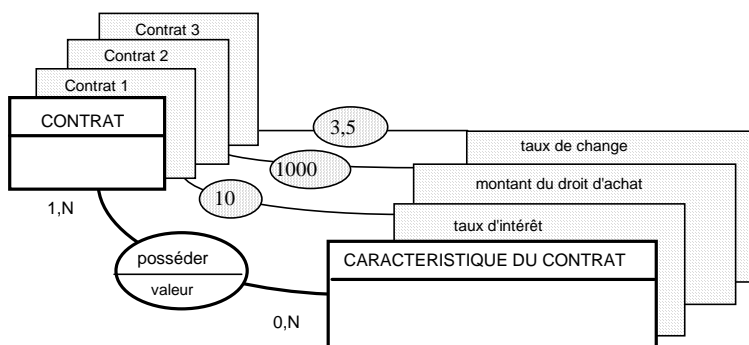 Contrat 3
Contrat 2
Contrat 1
CONTRAT
3,5
taux de change
1000
montant du droit d'achat
10
1,N
taux d'intérêt
posséder
CARACTERISTIQUE DU CONTRAT
valeur
0,N